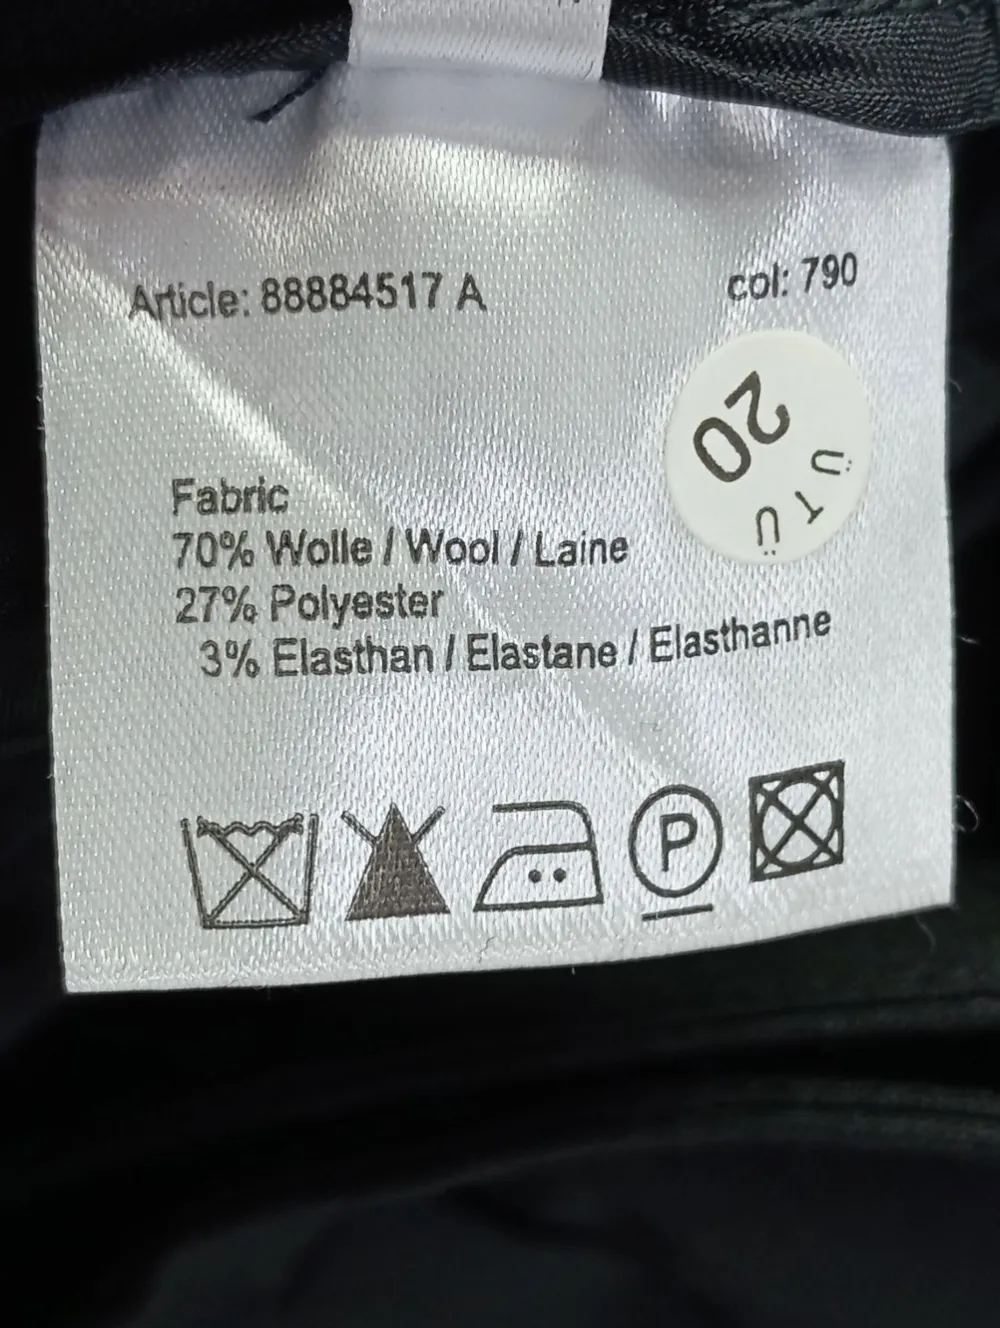 Article: 88884517 A
col: 790
20
ÜTÜ
Fabric
70% Wolle / Wool / Laine
27% Polyester
3% Elasthan / Elastane / Elasthanne
P